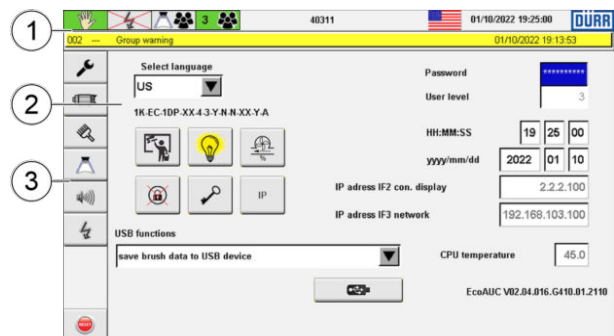 1
2
3
3
40311
01/10/2022 19:25:00
DÜRR
002 --- Group warning 01/10/2022 19:13:53
Select language
US
1K-EC-1DP-XX-4-3-Y-N-N-XX-Y-A
%
IP
USB functions
save brush data to USB device
RESET
Password **********
User level 3
HH:MM:SS 19 25 00
yyyy/mm/dd 2022 01 10
IP adress IF2 con. display 2.2.2.100
IP adress IF3 network 192.168.103.100
CPU temperature 45.0
EcoAUC V02.04.016.G410.01.2110